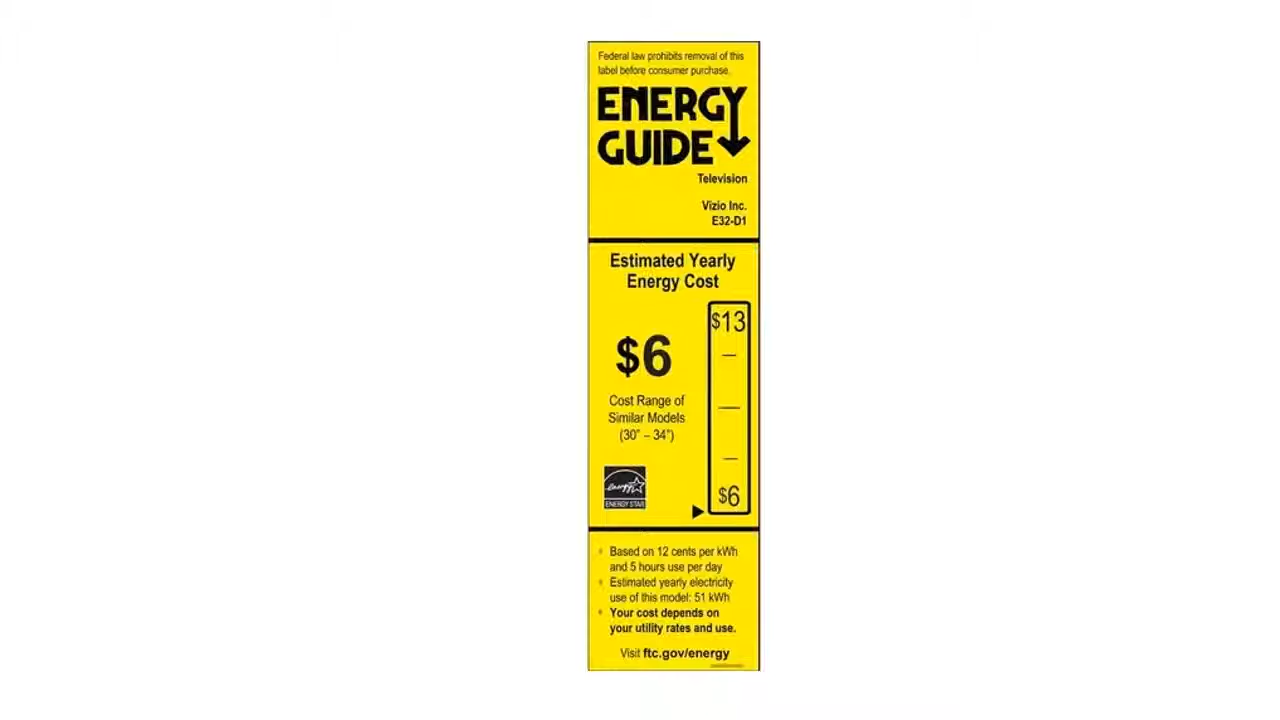 Federal law prohibits removal of this
label before consumer purchase.
ENERGY
GUIDE
Television
Vizio Inc.
E32-D1
Estimated Yearly
Energy Cost
$13
$6
Cost Range of
Similar Models
(30" – 34")
energy
ENERGY STAR
$6
Based on 12 cents per kWh
and 5 hours use per day
Estimated yearly electricity
use of this model: 51 kWh
Your cost depends on
your utility rates and use.
Visit ftc.gov/energy